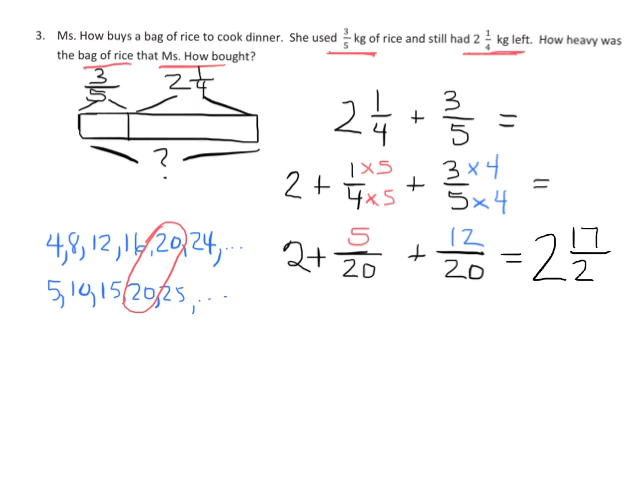 3. Ms. How buys a bag of rice to cook dinner. She used 3/5 kg of rice and still had 2 1/4 kg left. How heavy was
the bag of rice that Ms. How bought?
3/5 2 1/4
?
2 1/4 + 3/5 =
2 + 1×5/4×5 + 3×4/5×4 =
4,8,12,16,20,24,...
5,10,15,20,25,...
2 + 5/20 + 12/20 = 2 17/2